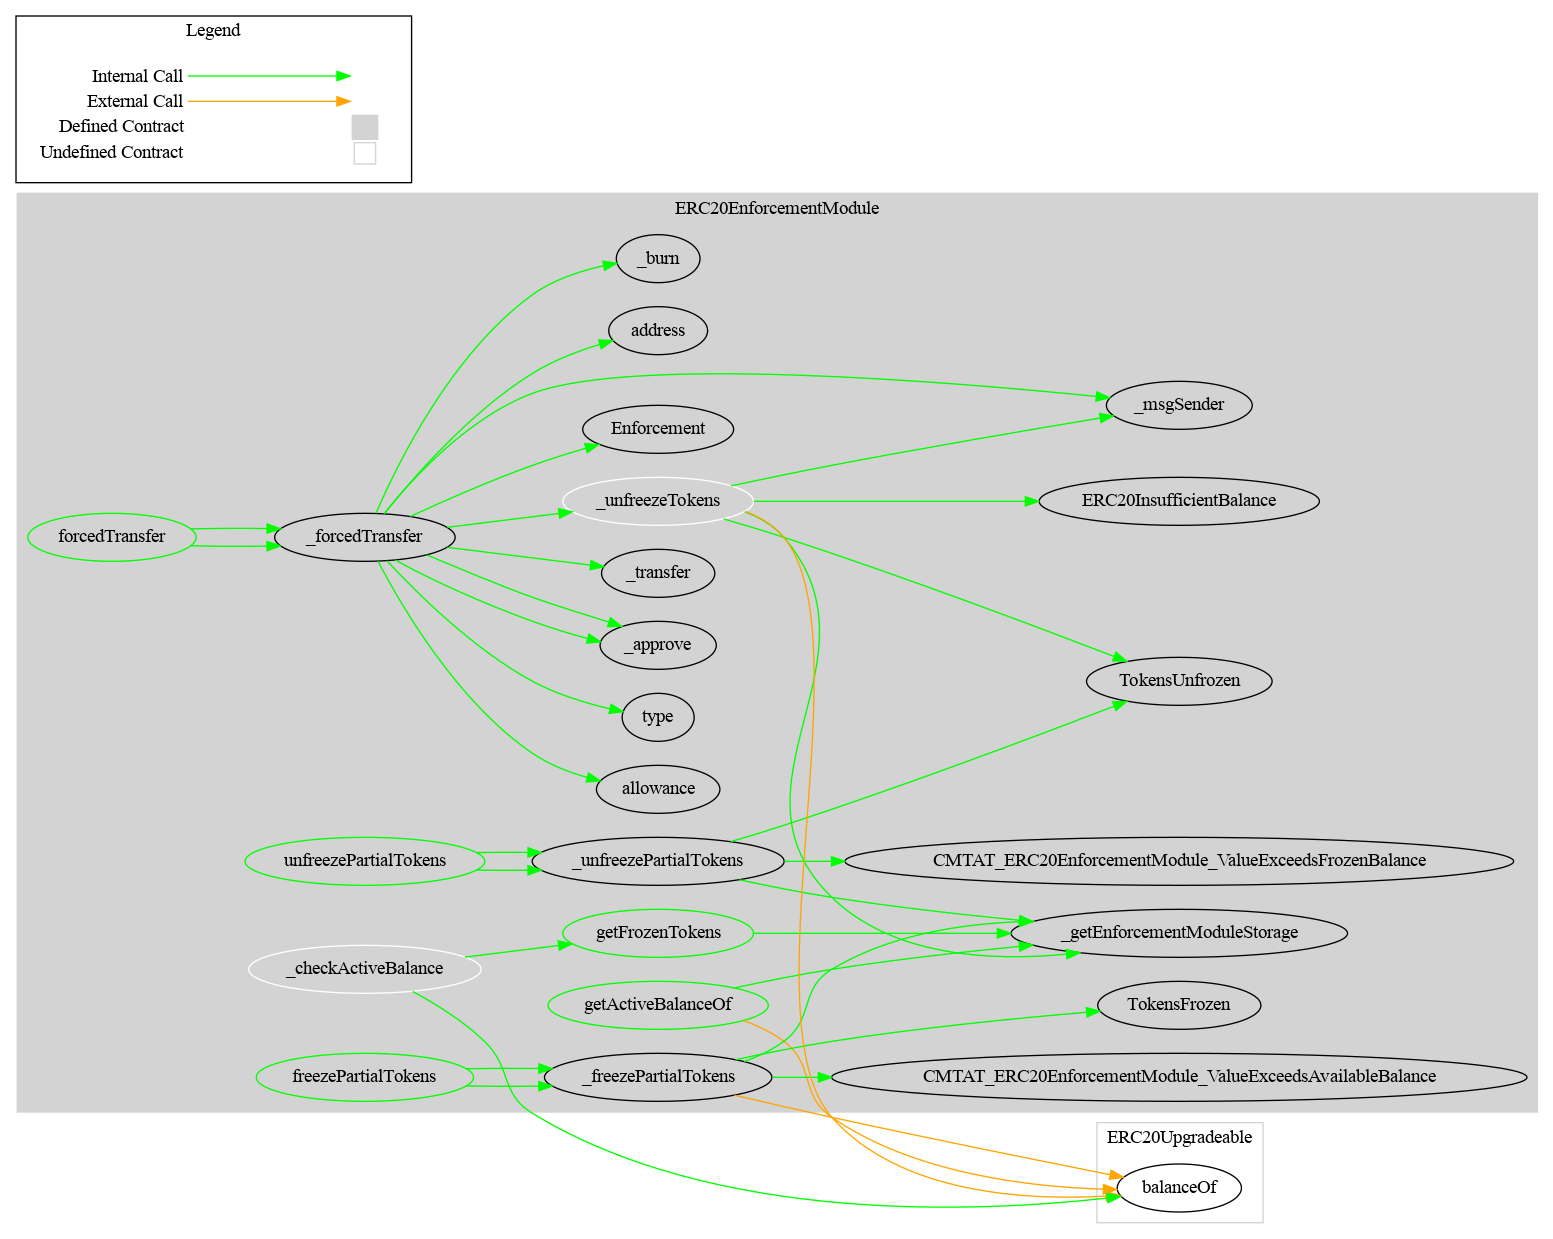 Legend
Internal Call
External Call
Defined Contract
Undefined Contract
ERC20EnforcementModule
_burn
address
_msgSender
Enforcement
_unfreezeTokens
ERC20InsufficientBalance
forcedTransfer
_forcedTransfer
_transfer
_approve
TokensUnfrozen
type
allowance
unfreezePartialTokens
_unfreezePartialTokens
CMTAT_ERC20EnforcementModule_ValueExceedsFrozenBalance
getFrozenTokens
_getEnforcementModuleStorage
_checkActiveBalance
getActiveBalanceOf
TokensFrozen
freezePartialTokens
_freezePartialTokens
CMTAT_ERC20EnforcementModule_ValueExceedsAvailableBalance
ERC20Upgradeable
balanceOf